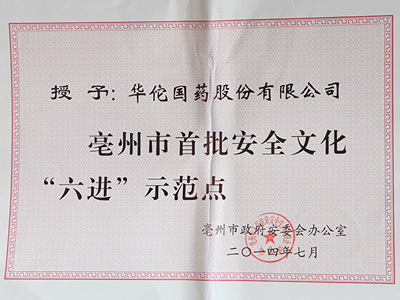 授予：华佗国药股份有限公司
亳州市首批安全文化
“六进”示范点
亳州市政府安委会办公室
二〇一四年七月